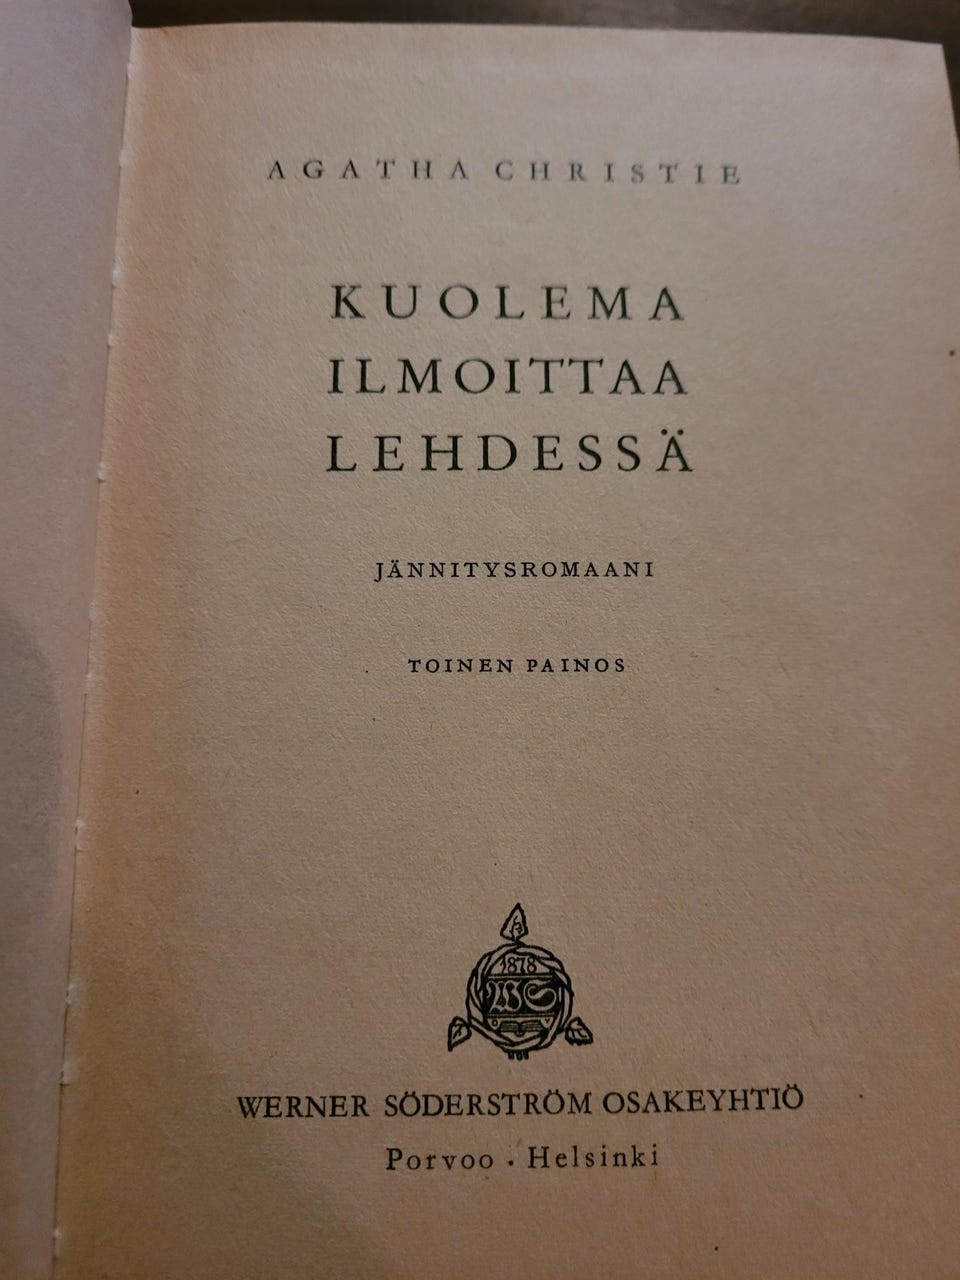 AGATHA CHRISTIE
KUOLEMA
ILMOITTAA
LEHDESSÄ
JÄNNITYSROMAANI
TOINEN PAINOS
1878
WS
O Y
WERNER SÖDERSTRÖM OSAKEYHTIÖ
Porvoo · Helsinki